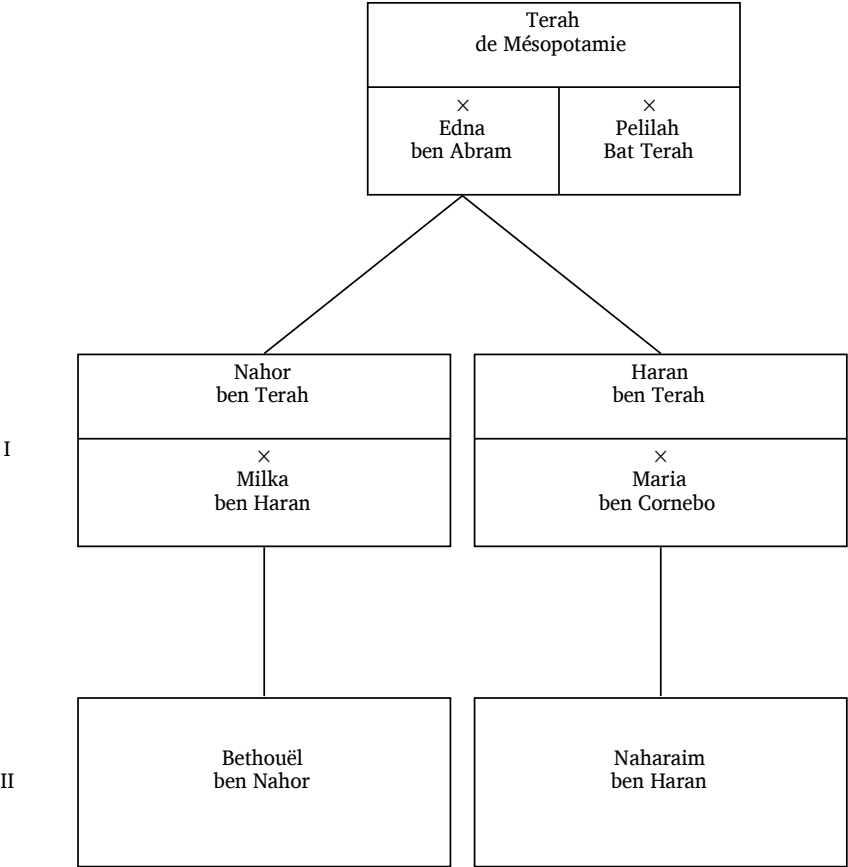 Terah
de Mésopotamie
×
Edna
ben Abram
×
Pelilah
Bat Terah
I
Nahor
ben Terah
×
Milka
ben Haran
Haran
ben Terah
×
Maria
ben Cornebo
II
Bethouël
ben Nahor
Naharaim
ben Haran